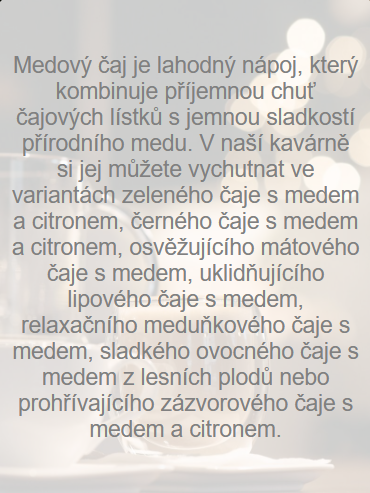 Medový čaj je lahodný nápoj, který
kombinuje příjemnou chuť
čajových lístků s jemnou sladkostí
přírodního medu. V naší kavárně
si jej můžete vychutnat ve
variantách zeleného čaje s medem
a citronem, černého čaje s medem
a citronem, osvěžujícího mátového
čaje s medem, uklidňujícího
lipového čaje s medem,
relaxačního meduňkového čaje s
medem, sladkého ovocného čaje s
medem z lesních plodů nebo
prohřívajícího zázvorového čaje s
medem a citronem.